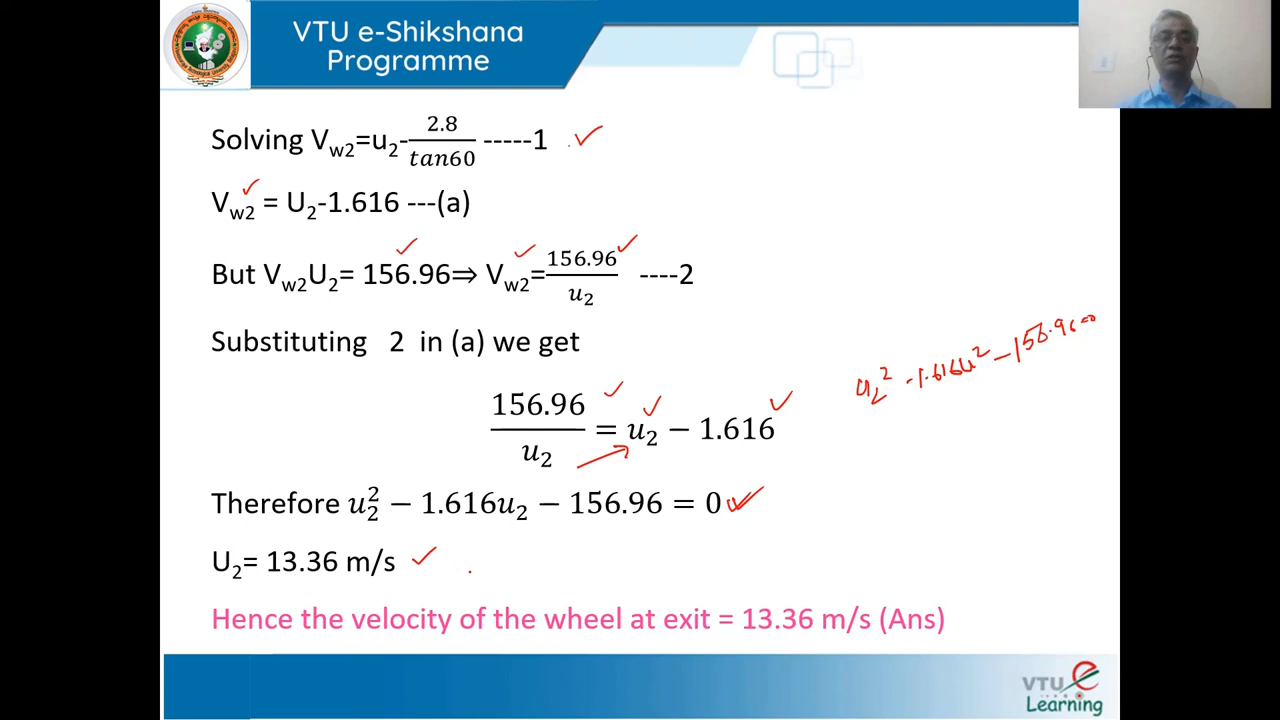 VTU e-Shikshana
Programme
Solving Vw2=u2-2.8/tan60 -----1
Vw2 = U2-1.616 ---(a)
But Vw2U2= 156.96⇒ Vw2=156.96/u2 ----2
Substituting 2 in (a) we get
156.96/u2 = u2 − 1.616
u2² -1.616u² -156.96=0
Therefore u2² − 1.616u2 − 156.96 = 0
U2= 13.36 m/s
Hence the velocity of the wheel at exit = 13.36 m/s (Ans)
VTU e
Learning